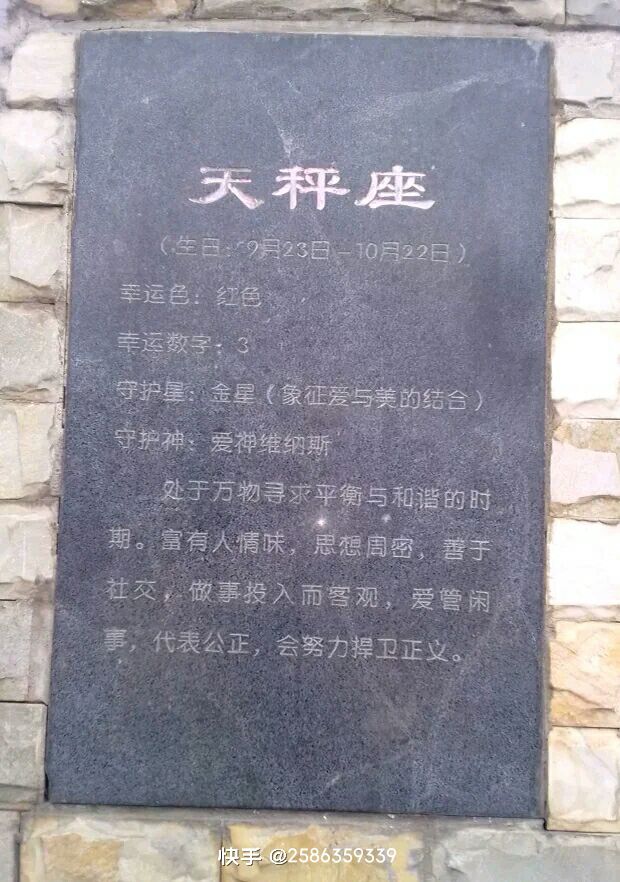 天秤座
(生日：9月23日-10月22日)
幸运色：红色
幸运数字：3
守护星：金星(象征爱与美的结合)
守护神：爱神维纳斯
处于万物寻求平衡与和谐的时
期。富有人情味，思想周密，善于
社交，做事投入而客观，爱管闲
事，代表公正，会努力捍卫正义。
快手 @2586359339